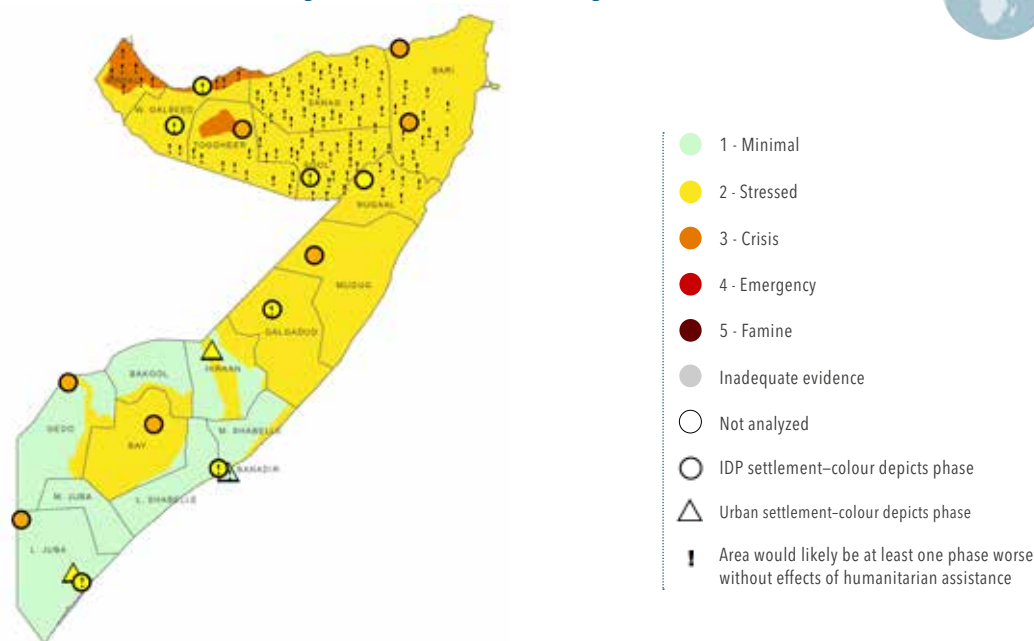 BARI
W. GALBEED
SANAG
TOGDHEER
SOOL
NUGAAL
MUDUG
GALGADUD
HIRAAN
BAKOOL
GEDO
BAY
M. SHABELLE
BANADIR
M. JUBA
L. SHABELLE
L. JUBA
1 - Minimal
2 - Stressed
3 - Crisis
4 - Emergency
5 - Famine
Inadequate evidence
Not analyzed
IDP settlement–colour depicts phase
Urban settlement–colour depicts phase
! Area would likely be at least one phase worse
without effects of humanitarian assistance